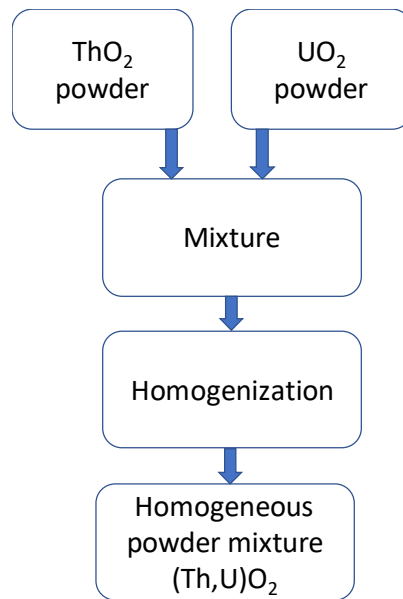 ThO₂
powder
UO₂
powder
Mixture
Homogenization
Homogeneous
powder mixture
(Th,U)O₂